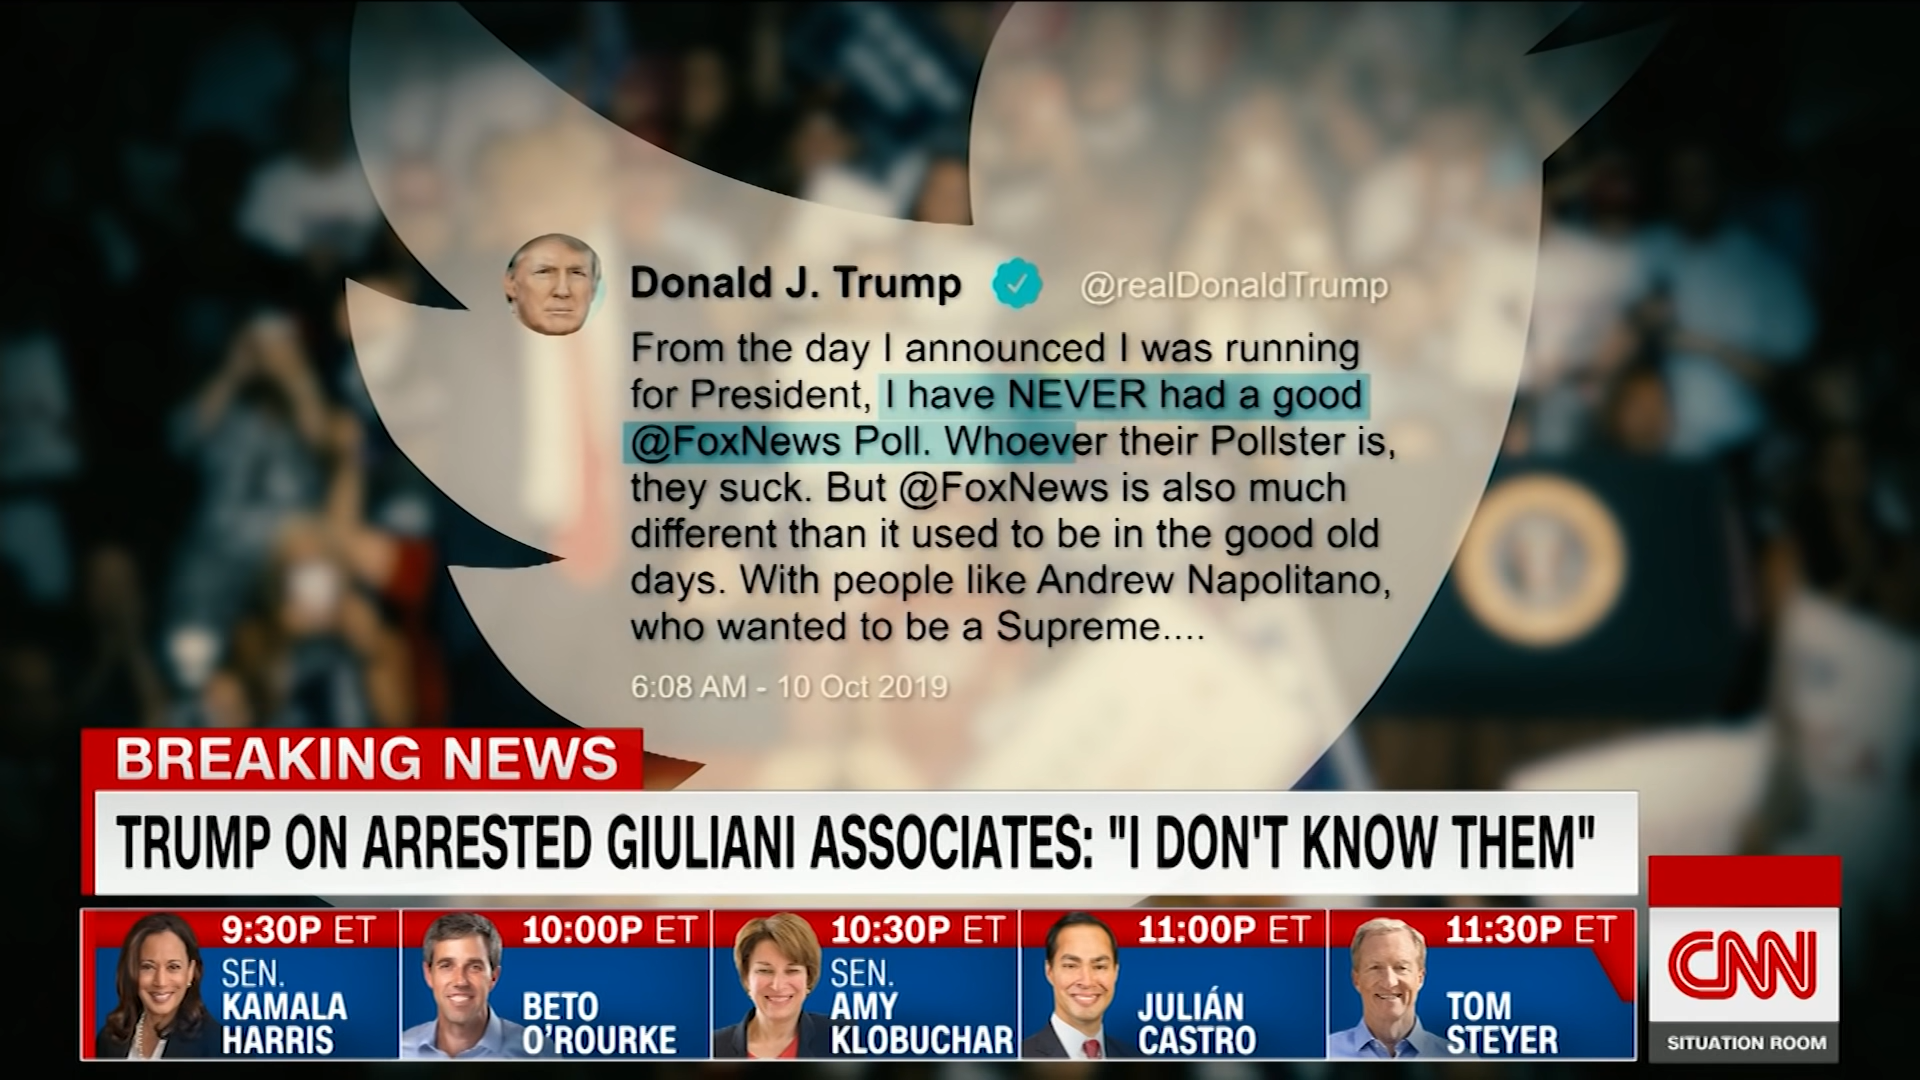 Donald J. Trump @realDonaldTrump
From the day I announced I was running
for President, I have NEVER had a good
@FoxNews Poll. Whoever their Pollster is,
they suck. But @FoxNews is also much
different than it used to be in the good old
days. With people like Andrew Napolitano,
who wanted to be a Supreme....
6:08 AM - 10 Oct 2019
BREAKING NEWS
TRUMP ON ARRESTED GIULIANI ASSOCIATES: "I DON'T KNOW THEM"
9:30P ET
SEN.
KAMALA
HARRIS
10:00P ET
BETO
O'ROURKE
10:30P ET
SEN.
AMY
KLOBUCHAR
11:00P ET
JULIÁN
CASTRO
11:30P ET
TOM
STEYER
CNN
SITUATION ROOM